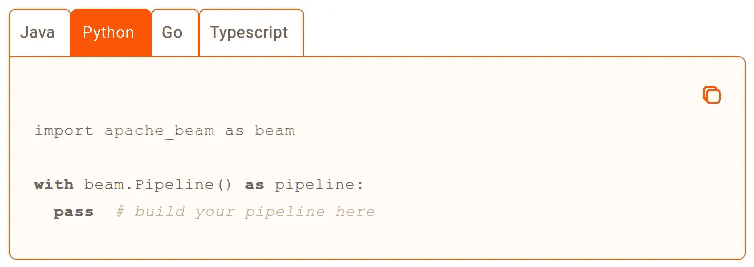 Java Python Go Typescript
import apache_beam as beam
with beam.Pipeline() as pipeline:
  pass  # build your pipeline here